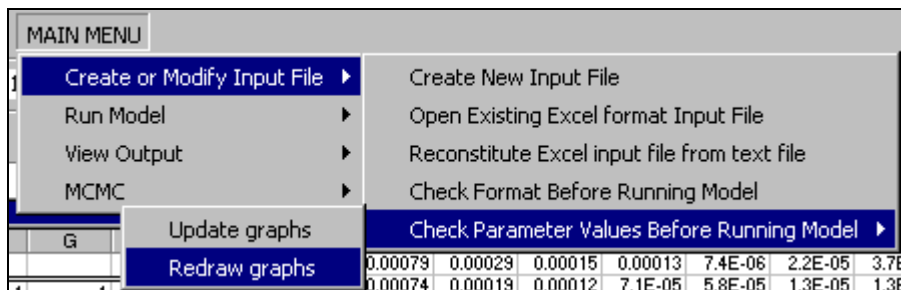 MAIN MENU
Create or Modify Input File
Run Model
View Output
MCMC
Create New Input File
Open Existing Excel format Input File
Reconstitute Excel input file from text file
Check Format Before Running Model
Check Parameter Values Before Running Model
Update graphs
Redraw graphs
G
0.00079 0.00029 0.00015 0.00013 7.4E-06 2.2E-05
0.00074 0.00019 0.00012 7.1E-05 5.8E-05 1.3E-05